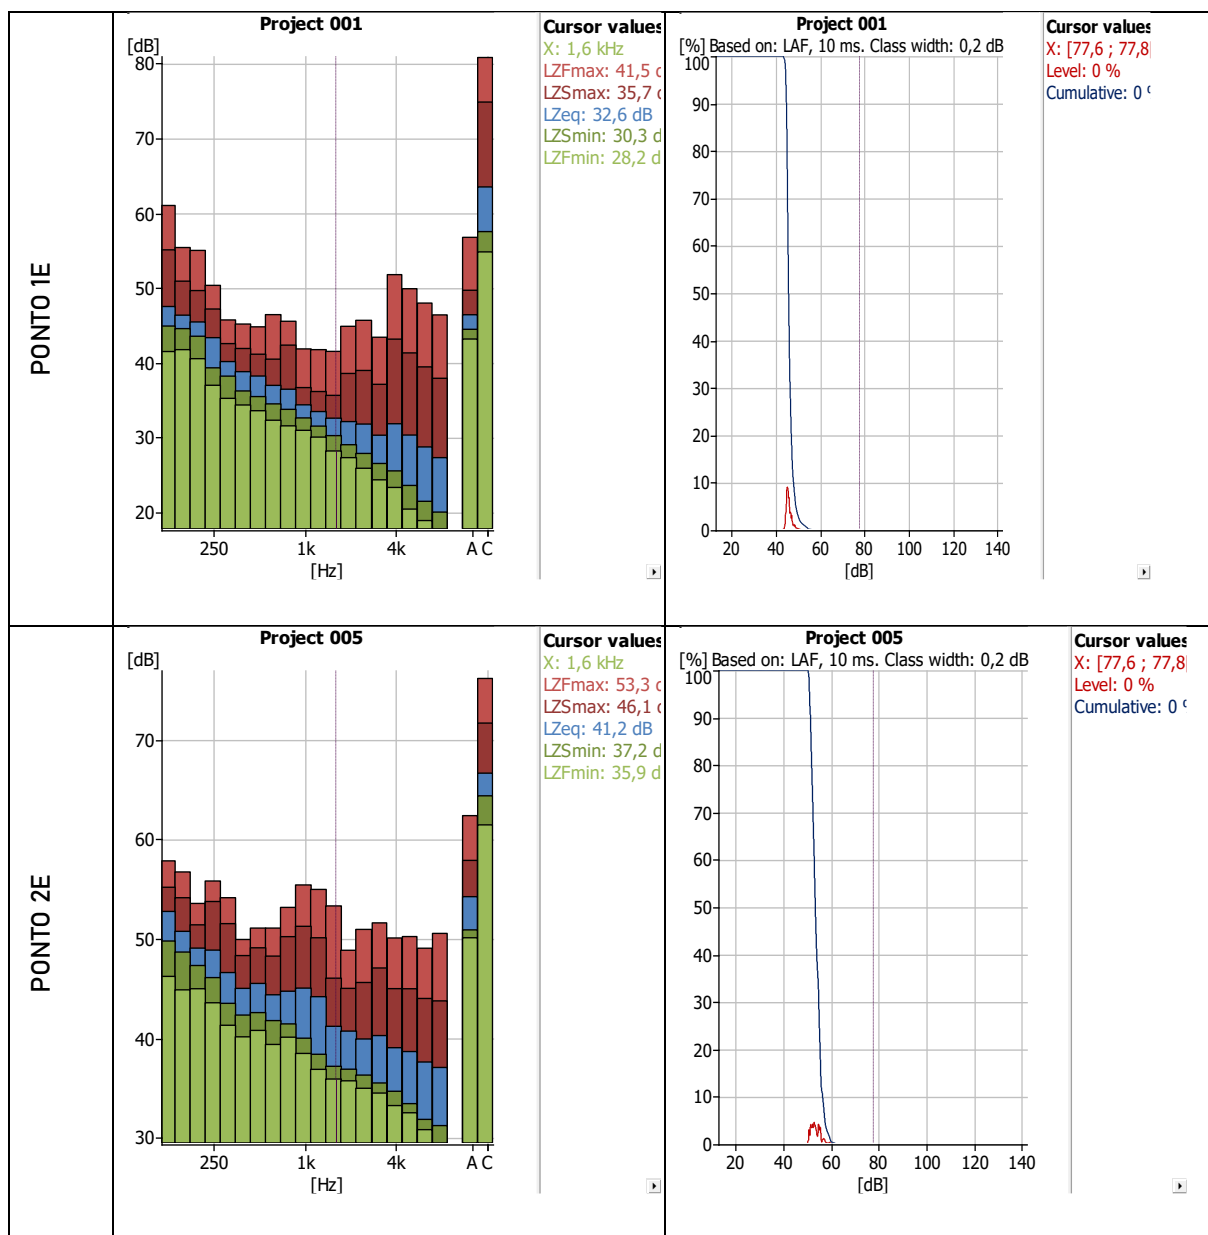 PONTO 1E
Project 001
[dB]
80
70
60
50
40
30
20
250 1k 4k A C
[Hz]
Cursor values
X: 1,6 kHz
LZFmax: 41,5 d
LZSmax: 35,7 d
LZeq: 32,6 dB
LZSmin: 30,3 d
LZFmin: 28,2 d
Project 001
[%] Based on: LAF, 10 ms. Class width: 0,2 dB
100
90
80
70
60
50
40
30
20
10
0
20 40 60 80 100 120 140
[dB]
Cursor values
X: [77,6 ; 77,8[
Level: 0 %
Cumulative: 0 %
PONTO 2E
Project 005
[dB]
70
60
50
40
30
250 1k 4k A C
[Hz]
Cursor values
X: 1,6 kHz
LZFmax: 53,3 d
LZSmax: 46,1 d
LZeq: 41,2 dB
LZSmin: 37,2 d
LZFmin: 35,9 d
Project 005
[%] Based on: LAF, 10 ms. Class width: 0,2 dB
100
90
80
70
60
50
40
30
20
10
0
20 40 60 80 100 120 140
[dB]
Cursor values
X: [77,6 ; 77,8[
Level: 0 %
Cumulative: 0 %